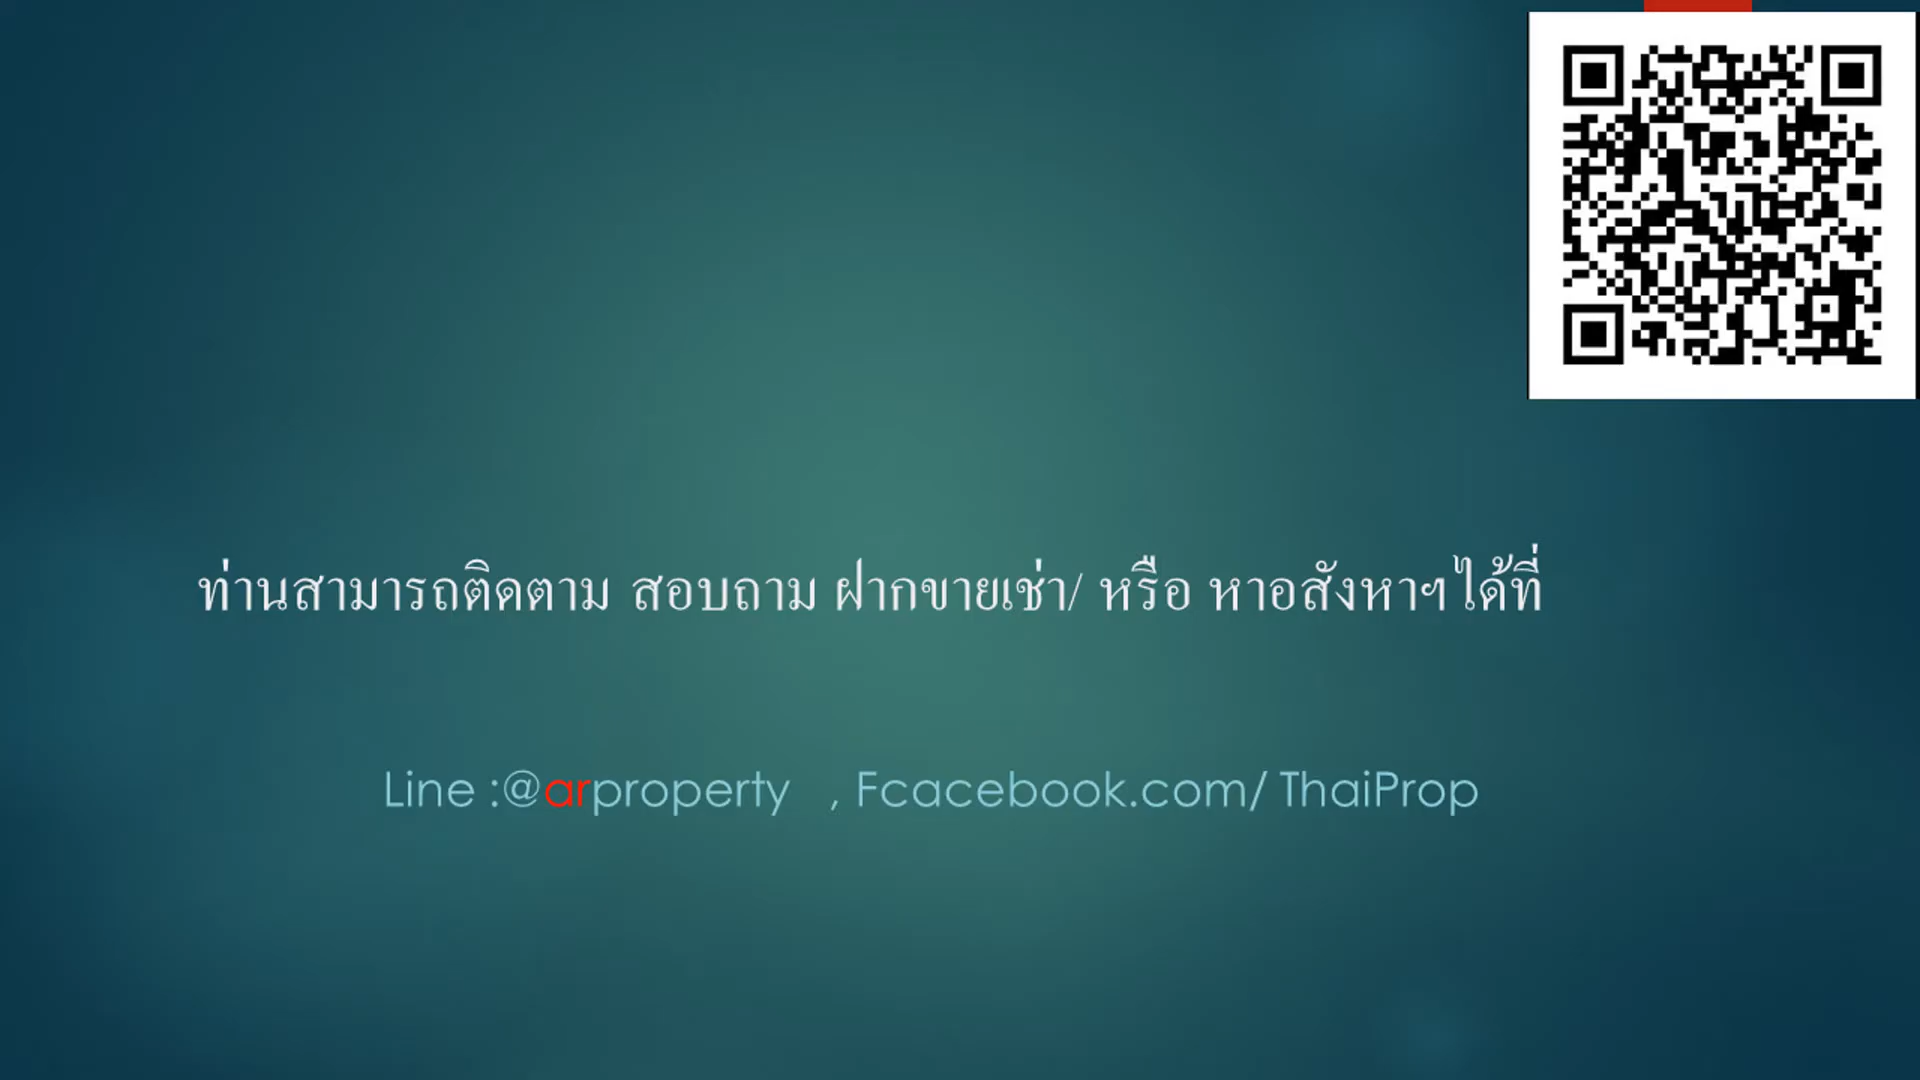 ท่านสามารถติดตาม สอบถาม ฝากขายเช่า/ หรือ หาอสังหาฯได้ที่
Line :@arproperty , Fcacebook.com/ ThaiProp